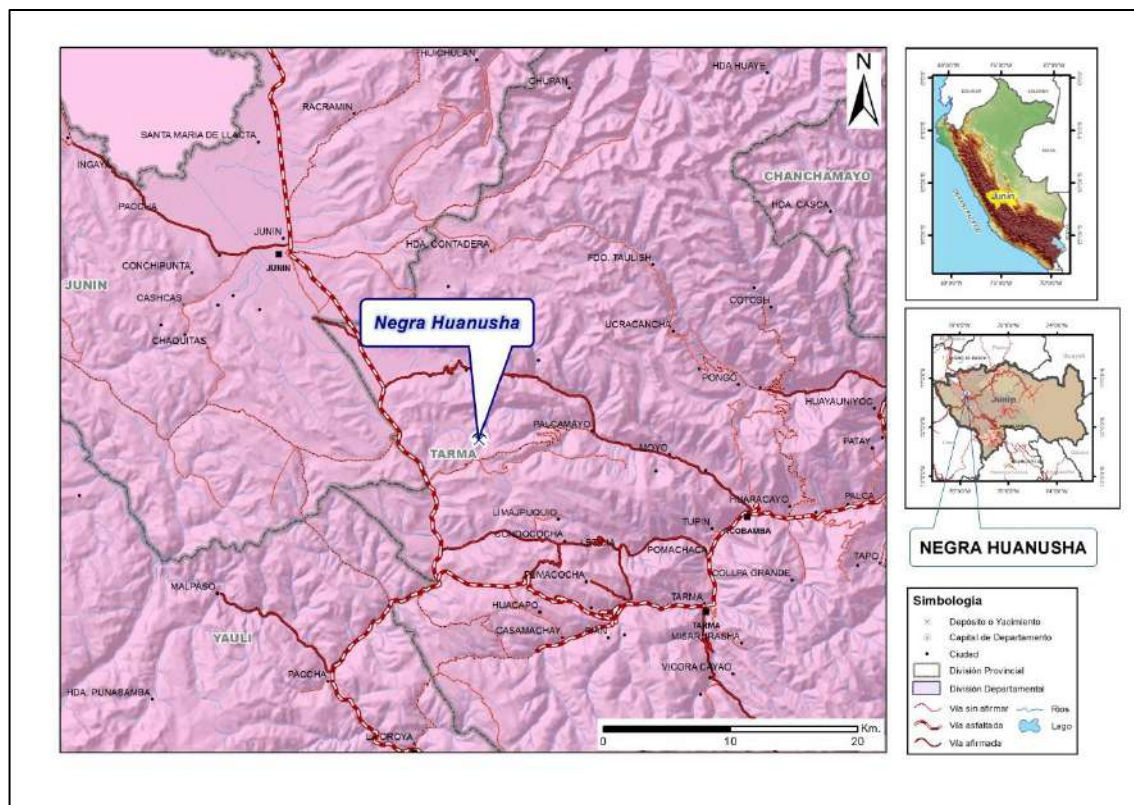 HUICHULAN
CHUPAN
HDA HUAYE
N
RACRAMIN
SANTA MARIA DE LLACTA
INGAY
CHANCHAMAYO
HDA. CASCA
PACCHA
JUNIN
HDA. CONTADERA
JUNIN
FDO. TAULISH
CONCHIPUNTA
JUNIN
CASHCAS
COTOSH
Negra Huanusha
UCRACANCHA
CHAQUITAS
PONGO
HUAYAUNIYOC
PALCAMAYO
TARMA
MOYO
PATAY
HUARACAYO
PALCA
LIMAJPUQUIO
TUPIN
ACOBAMBA
CONDOCOCHA
POMACHACA
TAPO
PEMACOCHA
COLLPA GRANDE
MALPASO
HUACAPO
TARMA
TARMA
CASAMACHAY
YAULI
VICORA CAYAO
PACCHA
HDA. PUNABAMBA
LA OROYA
Km.
0
10
20
Junín
Junín
NEGRA HUANUSHA
Simbología
Depósito o Yacimiento
Capital de Departamento
Ciudad
División Provincial
División Departamental
Vía sin afirmar
Ríos
Vía asfaltada
Lago
Vía afirmada